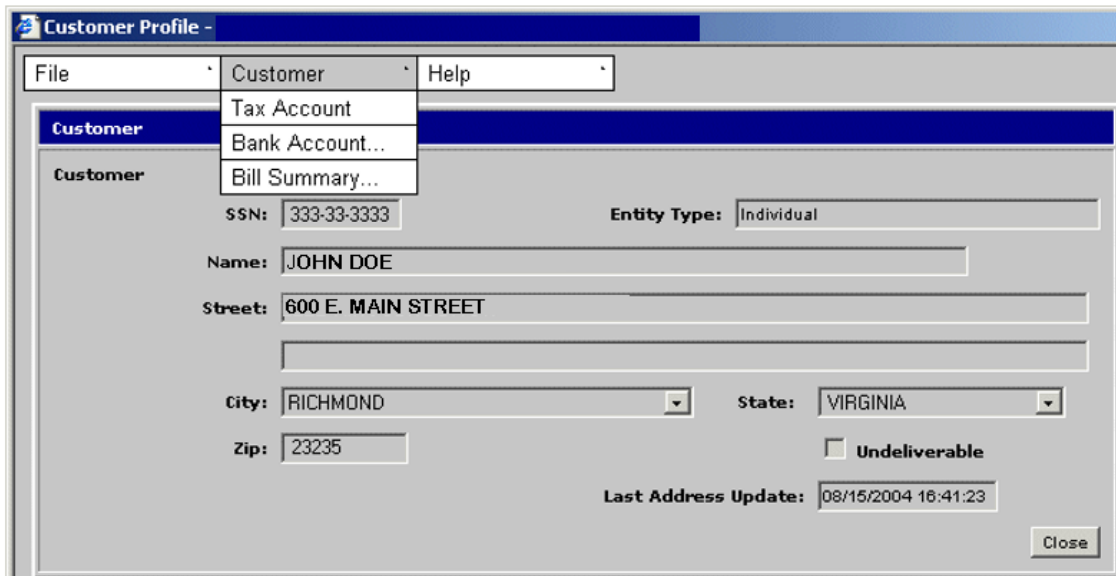 Customer Profile -
File Customer Help
Tax Account
Customer
Bank Account...
Customer
Bill Summary...
SSN: 333-33-3333 Entity Type: Individual
Name: JOHN DOE
Street: 600 E. MAIN STREET
City: RICHMOND State: VIRGINIA
Zip: 23235 Undeliverable
Last Address Update: 08/15/2004 16:41:23
Close